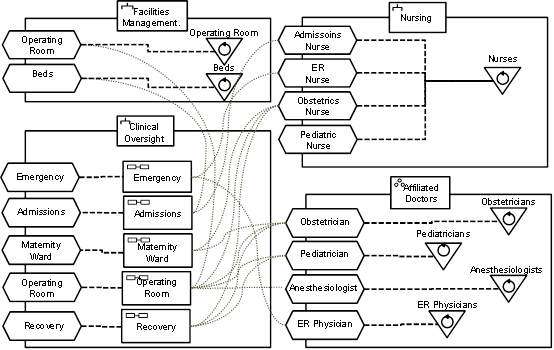 Facilities
Management.
Operating
Room
Operating Room
Beds
Beds
Clinical
Oversight
Emergency
Emergency
Admissions
Admissions
Maternity
Ward
Maternity
Ward
Operating
Room
Operating
Room
Recovery
Recovery
Nursing
Admissoins
Nurse
ER
Nurse
Obstetrics
Nurse
Pediatric
Nurse
Nurses
Affiliated
Doctors
Obstetrician
Obstetricians
Pediatrician
Pediatricians
Anesthesiologist
Anesthesiologists
ER Physician
ER Physicians